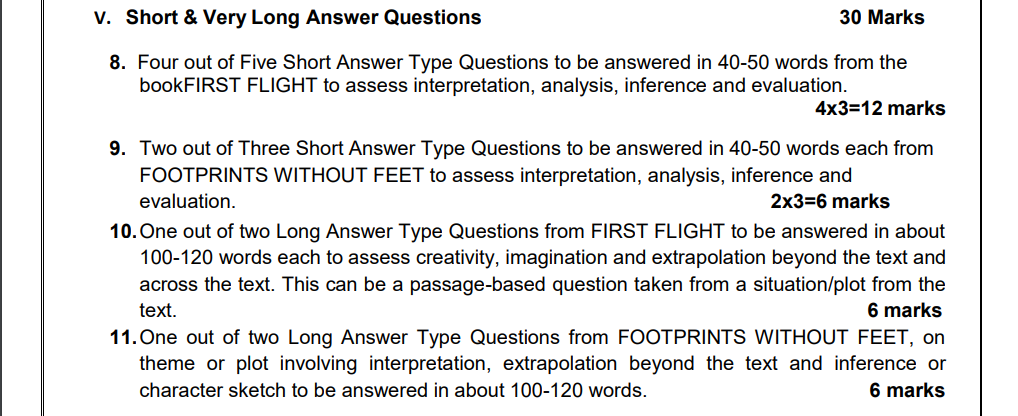 V. Short & Very Long Answer Questions 30 Marks
8. Four out of Five Short Answer Type Questions to be answered in 40-50 words from the
bookFIRST FLIGHT to assess interpretation, analysis, inference and evaluation.
4x3=12 marks
9. Two out of Three Short Answer Type Questions to be answered in 40-50 words each from
FOOTPRINTS WITHOUT FEET to assess interpretation, analysis, inference and
evaluation. 2x3=6 marks
10. One out of two Long Answer Type Questions from FIRST FLIGHT to be answered in about
100-120 words each to assess creativity, imagination and extrapolation beyond the text and
across the text. This can be a passage-based question taken from a situation/plot from the
text. 6 marks
11. One out of two Long Answer Type Questions from FOOTPRINTS WITHOUT FEET, on
theme or plot involving interpretation, extrapolation beyond the text and inference or
character sketch to be answered in about 100-120 words. 6 marks